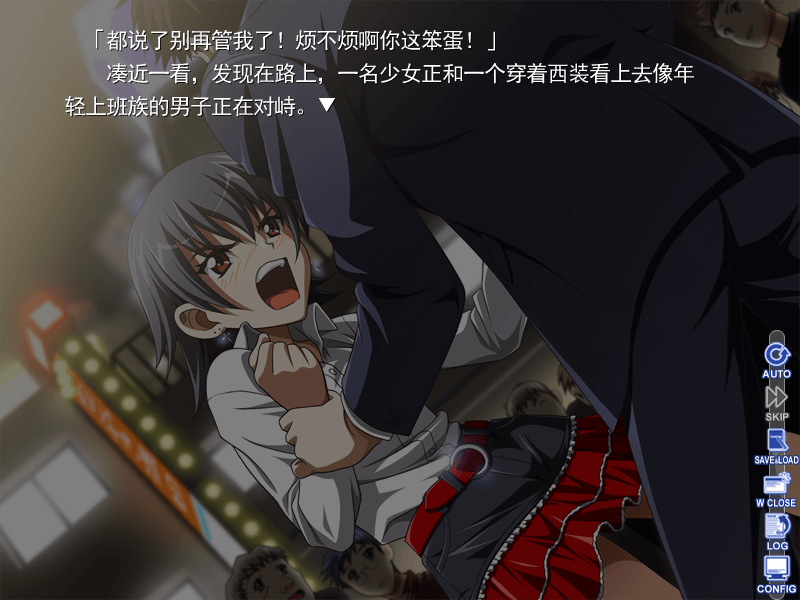 「都说了别再管我了！烦不烦啊你这笨蛋！」
凑近一看，发现在路上，一名少女正和一个穿着西装看上去像年
轻上班族的男子正在对峙。▼
AUTO
SKIP
SAVE&LOAD
W CLOSE
LOG
CONFIG